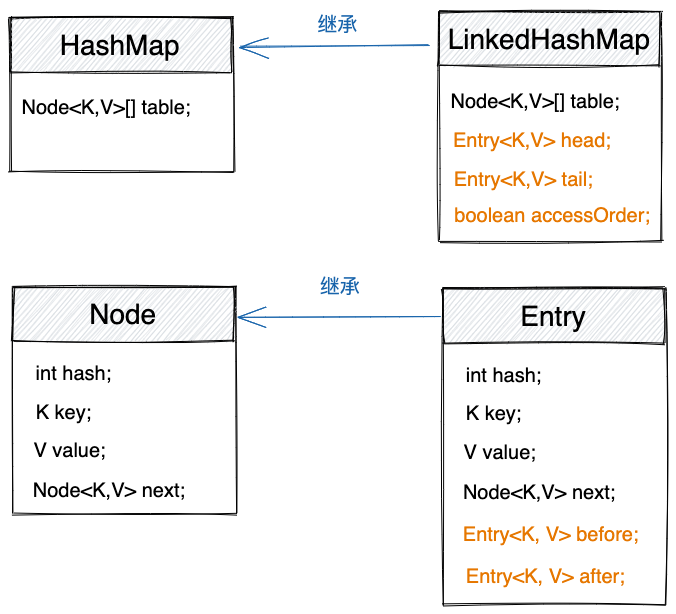 HashMap
Node<K,V>[] table;
继承
LinkedHashMap
Node<K,V>[] table;
Entry<K,V> head;
Entry<K,V> tail;
boolean accessOrder;
Node
int hash;
K key;
V value;
Node<K,V> next;
继承
Entry
int hash;
K key;
V value;
Node<K,V> next;
Entry<K, V> before;
Entry<K, V> after;